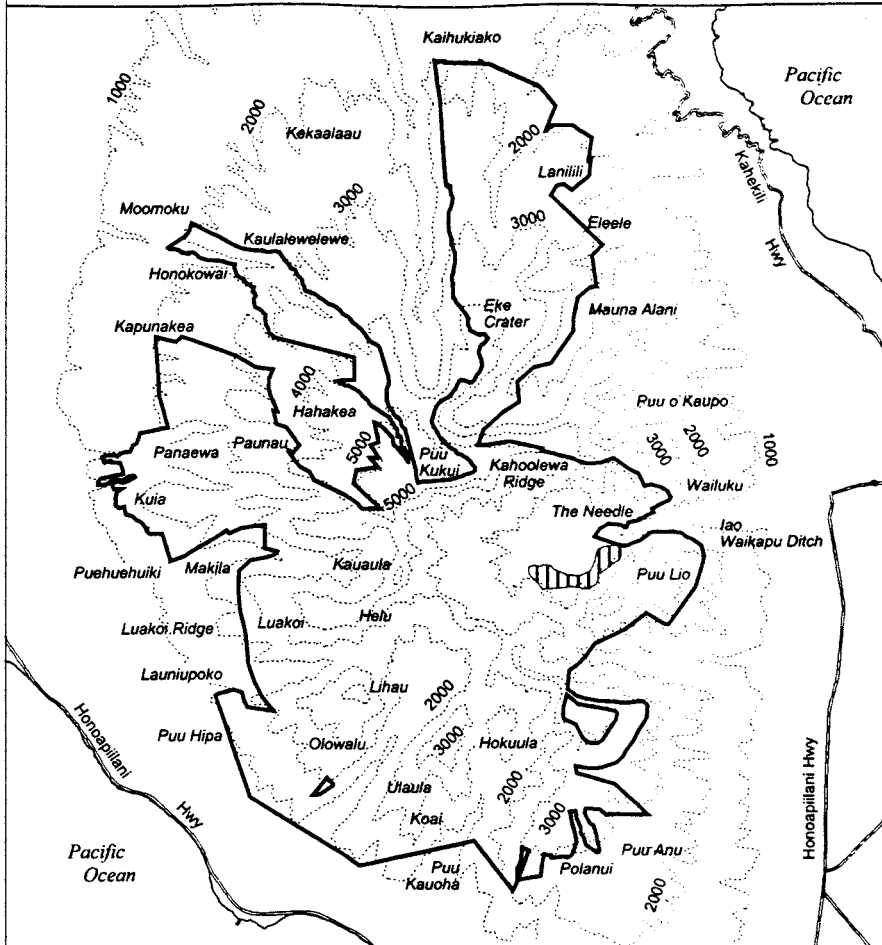 Kaihukiako
Pacific
Ocean
1000
2000
Kekaalaau
2000
Lanilili
Kahekili
Hwy
3000
Moomoku
Kaulalewelewe
3000
Eleele
Honokowai
Eke
Crater
Mauna Alani
Kapunakea
4000
Hahakea
Puu o Kaupo
Panaewa
Paunau
5000
Puu
Kukui
Kahoolewa
Ridge
3000
2000
1000
Wailuku
Kuia
5000
The Needle
Iao
Waikapu Ditch
Puehuehuiki
Makila
Kauaula
Puu Lio
Luakoi Ridge
Luakoi
Helu
Launiupoko
Lihau
2000
Honoapiilani
Hwy
Puu Hipa
Olowalu
3000
Hokuula
Honoapiilani Hwy
Ulaula
2000
Koai
3000
Pacific
Ocean
Puu
Kauoha
Polanui
Puu Anu
2000